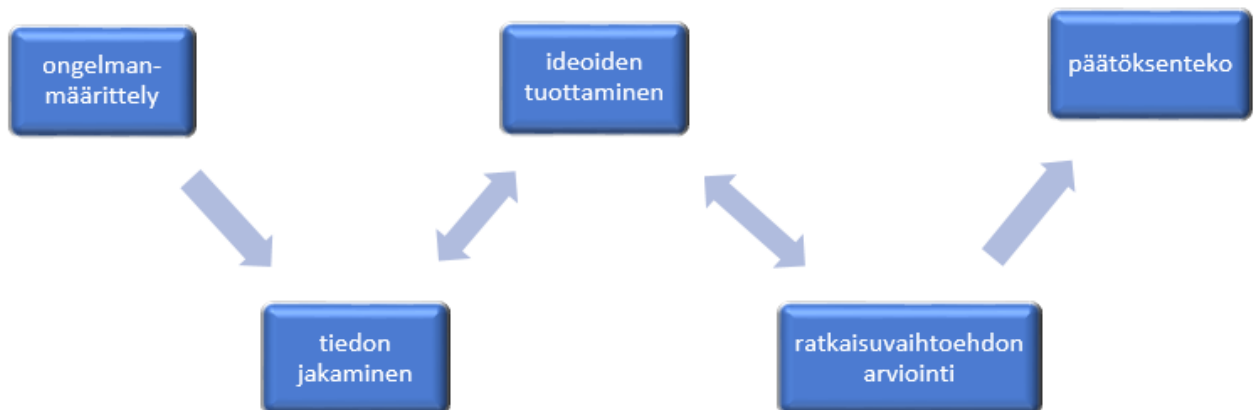 ongelman-
määrittely
ideoiden
tuottaminen
päätöksenteko
tiedon
jakaminen
ratkaisuvaihtoehdon
arviointi